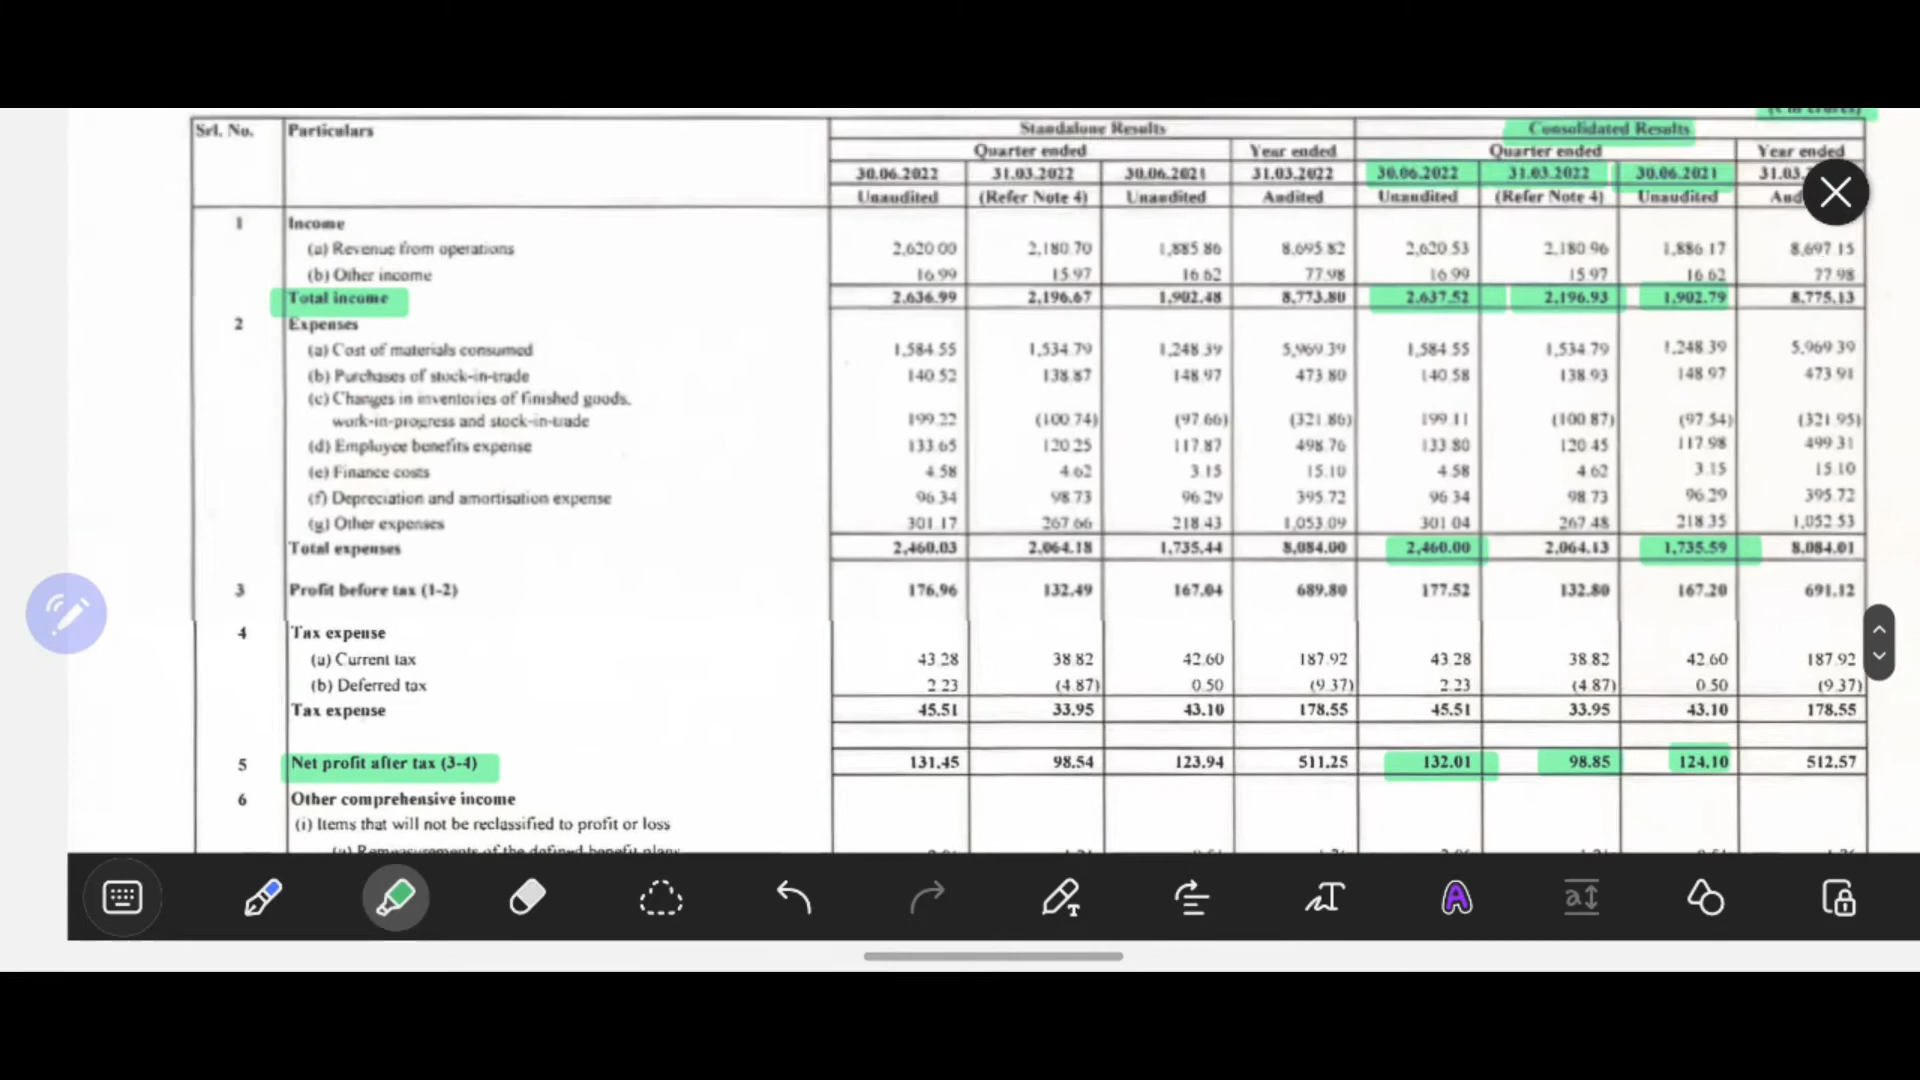 Srl. No. Particulars Standalone Results Consolidated Results
Quarter ended Year ended Quarter ended Year ended
30.06.2022 31.03.2022 30.06.2021 31.03.2022 30.06.2022 31.03.2022 30.06.2021 31.03.
Unaudited (Refer Note 4) Unaudited Audited Unaudited (Refer Note 4) Unaudited Aud
1 Income
(a) Revenue from operations 2,620.00 2,180.70 1,885.86 8,695.82 2,620.53 2,180.96 1,886.17 8,697.15
(b) Other income 16.99 15.97 16.62 77.98 16.99 15.97 16.62 77.98
Total income 2,636.99 2,196.67 1,902.48 8,773.80 2,637.52 2,196.93 1,902.79 8,775.13
2 Expenses
(a) Cost of materials consumed 1,584.55 1,534.79 1,248.39 5,969.39 1,584.55 1,534.79 1,248.39 5,969.39
(b) Purchases of stock-in-trade 140.52 138.87 148.97 473.80 140.58 138.93 148.97 473.91
(c) Changes in inventories of finished goods,
work-in-progress and stock-in-trade 199.22 (100.74) (97.66) (321.86) 199.11 (100.87) (97.54) (321.95)
(d) Employee benefits expense 133.65 120.25 117.87 498.76 133.80 120.45 117.98 499.31
(e) Finance costs 4.58 4.62 3.15 15.10 4.58 4.62 3.15 15.10
(f) Depreciation and amortisation expense 96.34 98.73 96.29 395.72 96.34 98.73 96.29 395.72
(g) Other expenses 301.17 267.66 218.43 1,053.09 301.04 267.48 218.35 1,052.53
Total expenses 2,460.03 2,064.18 1,735.44 8,084.00 2,460.00 2,064.13 1,735.59 8,084.01
3 Profit before tax (1-2) 176.96 132.49 167.04 689.80 177.52 132.80 167.20 691.12
4 Tax expense
(a) Current tax 43.28 38.82 42.60 187.92 43.28 38.82 42.60 187.92
(b) Deferred tax 2.23 (4.87) 0.50 (9.37) 2.23 (4.87) 0.50 (9.37)
Tax expense 45.51 33.95 43.10 178.55 45.51 33.95 43.10 178.55
5 Net profit after tax (3-4) 131.45 98.54 123.94 511.25 132.01 98.85 124.10 512.57
6 Other comprehensive income
(i) Items that will not be reclassified to profit or loss